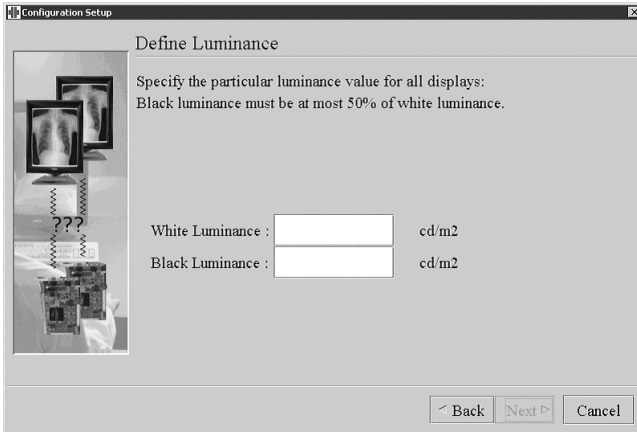 Configuration Setup
Define Luminance
Specify the particular luminance value for all displays:
Black luminance must be at most 50% of white luminance.
???
White Luminance : cd/m2
Black Luminance : cd/m2
< Back Next > Cancel